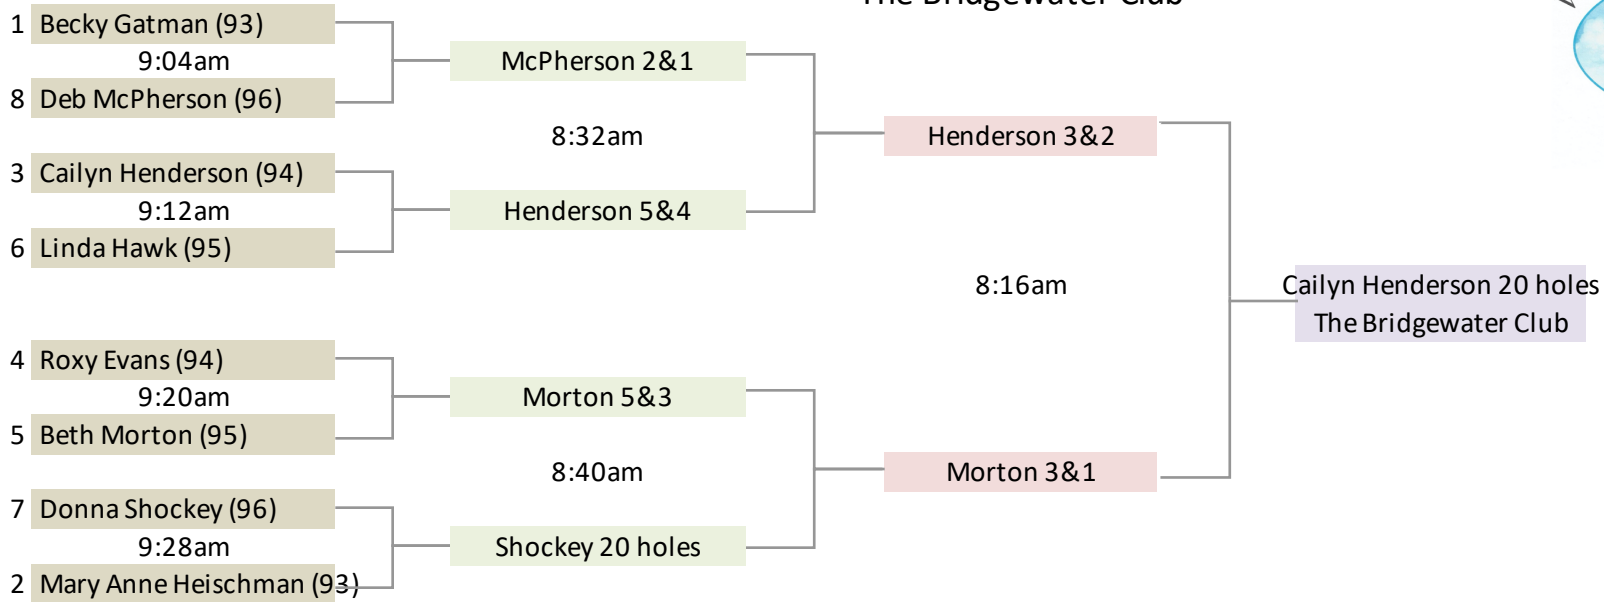 The Bridgewater Club
1 Becky Gatman (93)
9:04am
8 Deb McPherson (96)
McPherson 2&1
8:32am
Henderson 3&2
3 Cailyn Henderson (94)
9:12am
6 Linda Hawk (95)
Henderson 5&4
8:16am
Cailyn Henderson 20 holes
The Bridgewater Club
4 Roxy Evans (94)
9:20am
5 Beth Morton (95)
Morton 5&3
8:40am
Morton 3&1
7 Donna Shockey (96)
9:28am
2 Mary Anne Heischman (93)
Shockey 20 holes